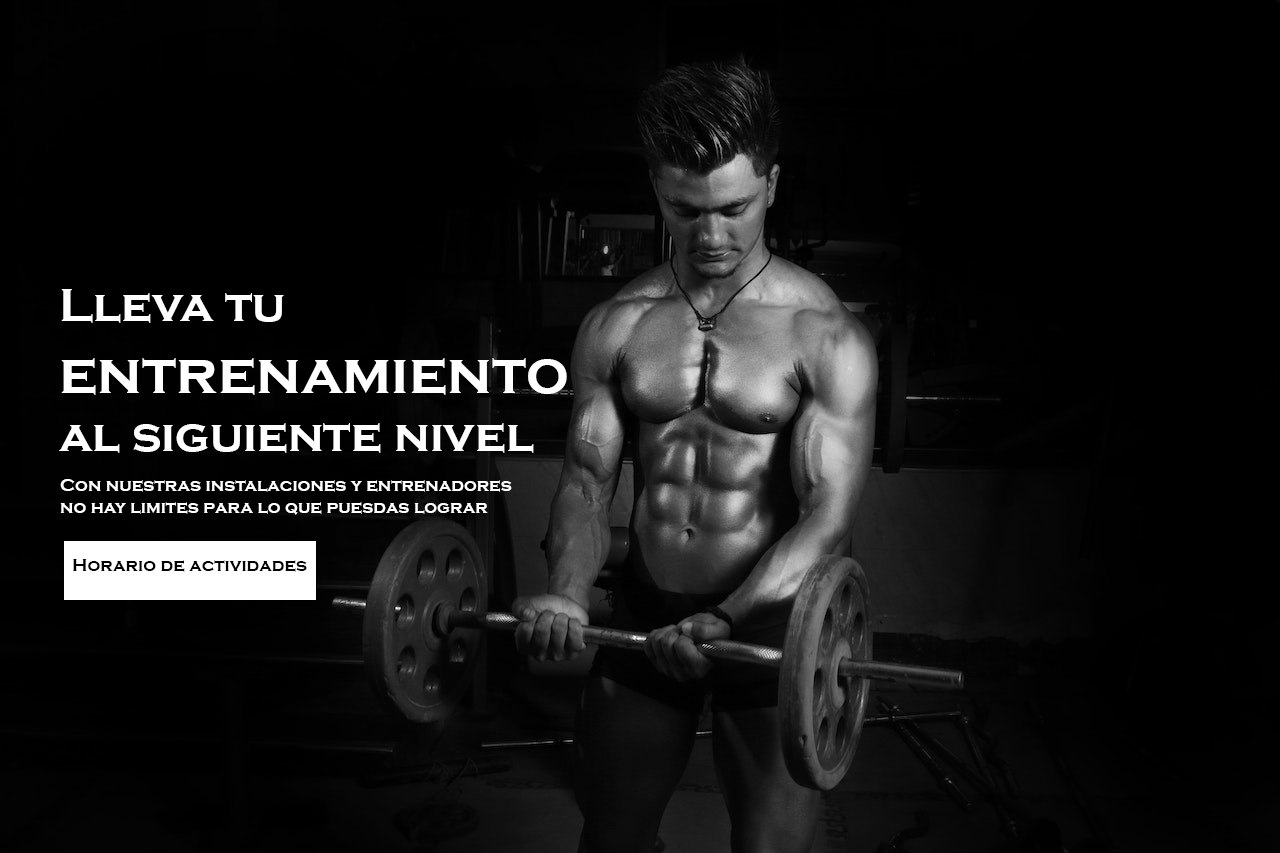 Lleva tu
entrenamiento
al siguiente nivel
Con nuestras instalaciones y entrenadores
no hay limites para lo que puesdas lograr
Horario de actividades